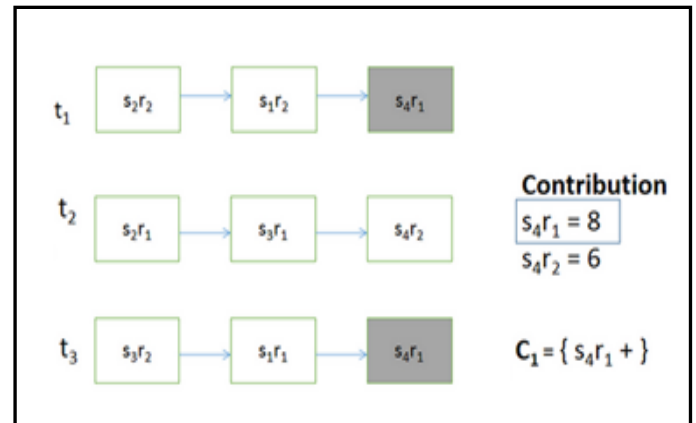 t₁ s₂r₂ s₁r₂ s₄r₁
t₂ s₂r₁ s₃r₁ s₄r₂
Contribution
s₄r₁ = 8
s₄r₂ = 6
t₃ s₃r₂ s₁r₁ s₄r₁
C₁ = { s₄r₁ + }